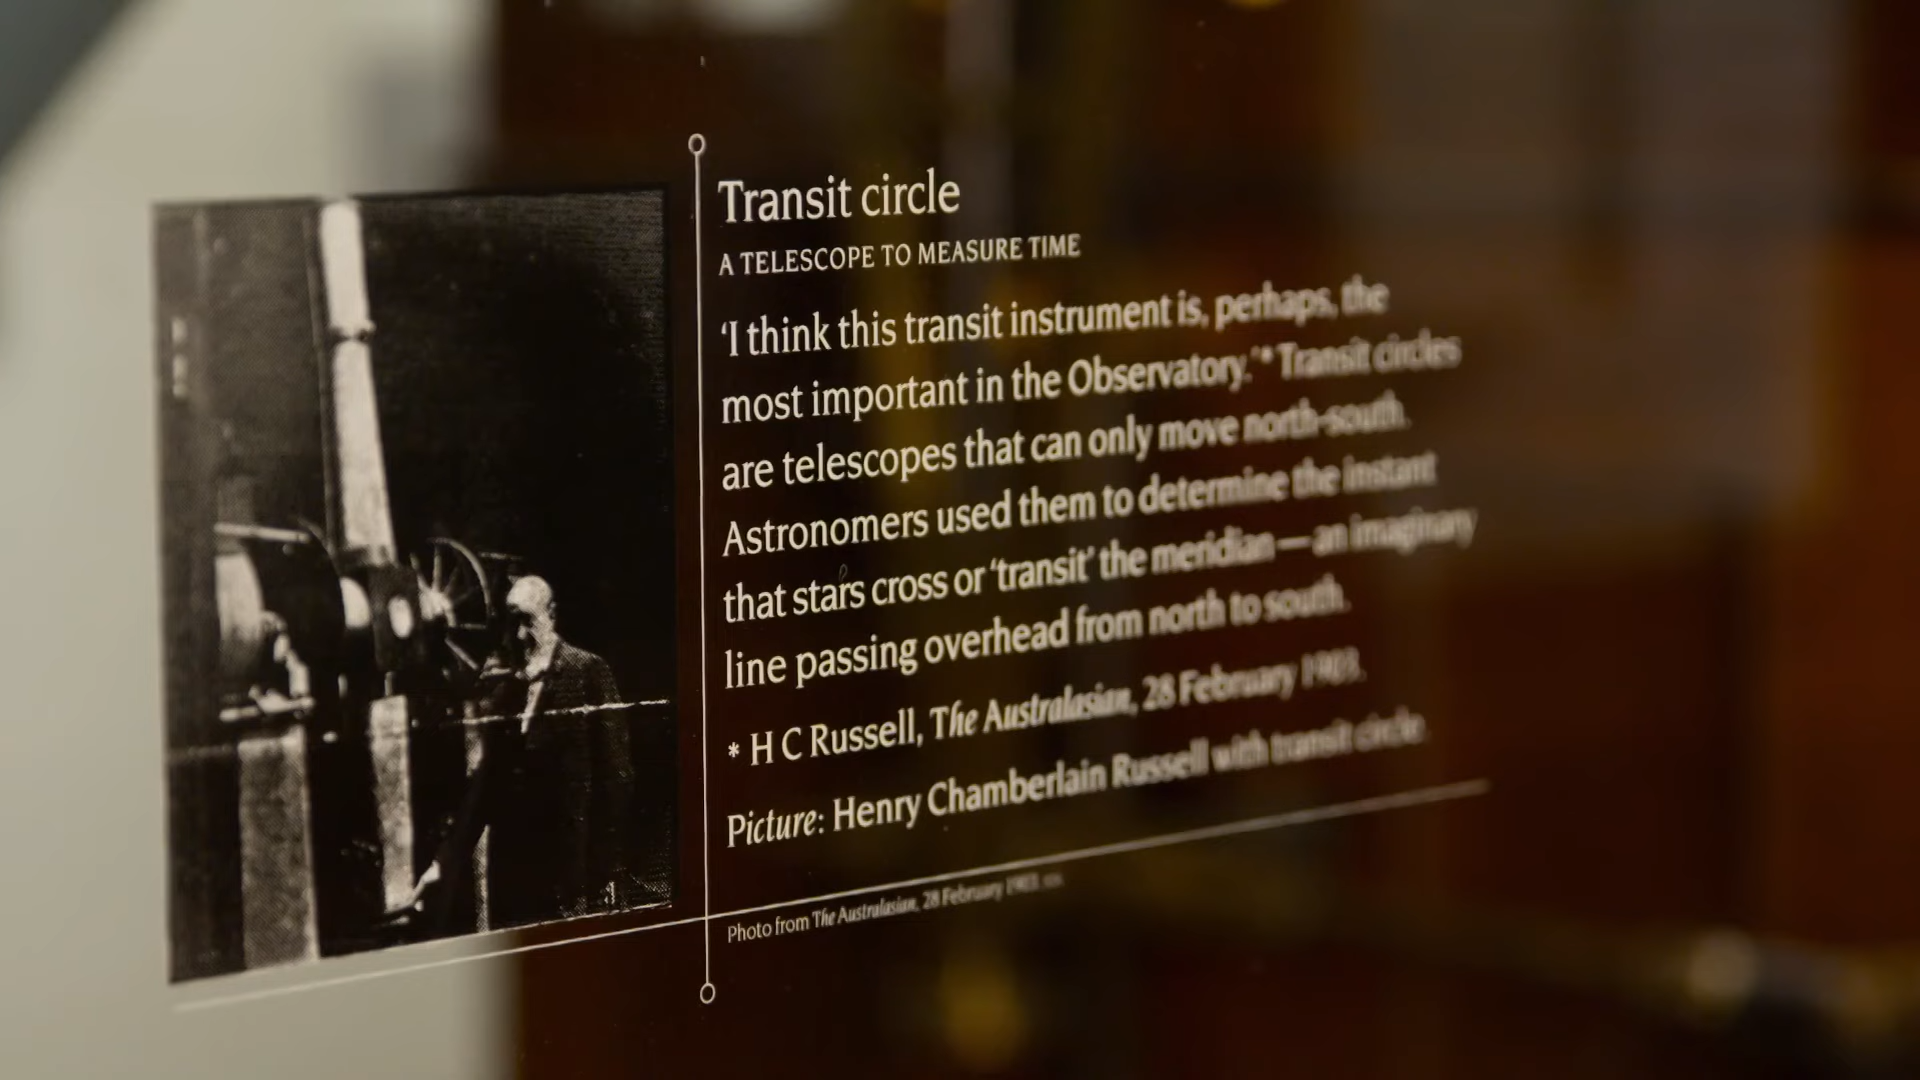 Transit circle
A TELESCOPE TO MEASURE TIME
‘I think this transit instrument is, perhaps, the
most important in the Observatory.’* Transit circles
are telescopes that can only move north-south.
Astronomers used them to determine the instant
that stars cross or ‘transit’ the meridian — an imaginary
line passing overhead from north to south.
* H C Russell, The Australasian, 28 February 1903.
Picture: Henry Chamberlain Russell with transit circle.
Photo from The Australasian, 28 February 1903.